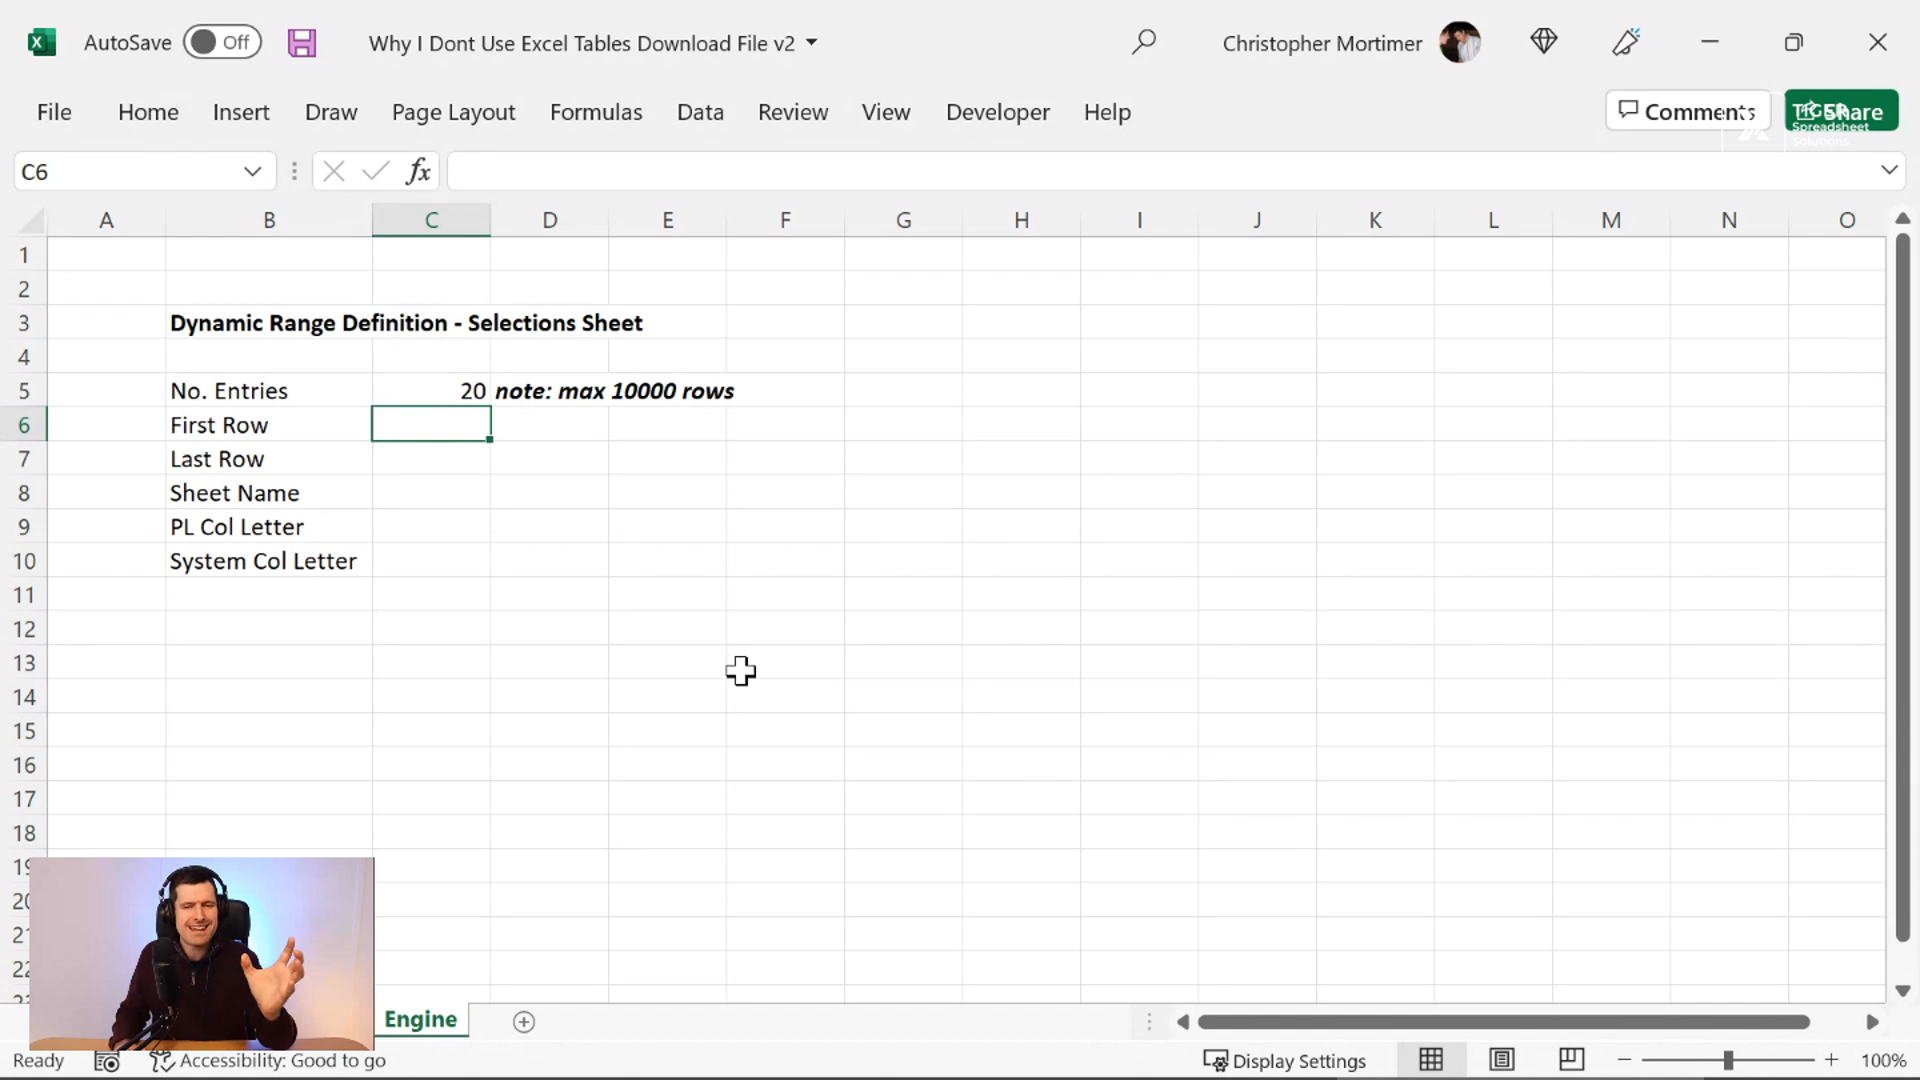 AutoSave Off Why I Dont Use Excel Tables Download File v2 Christopher Mortimer
File Home Insert Draw Page Layout Formulas Data Review View Developer Help Comments Share
TIGER
Spreadsheet
Solutions
C6 fx
A B C D E F G H I J K L M N O
1
2
3 Dynamic Range Definition - Selections Sheet
4
5 No. Entries 20 note: max 10000 rows
6 First Row
7 Last Row
8 Sheet Name
9 PL Col Letter
10 System Col Letter
11
12
13
14
15
16
17
18
Engine
Ready Accessibility: Good to go Display Settings 100%